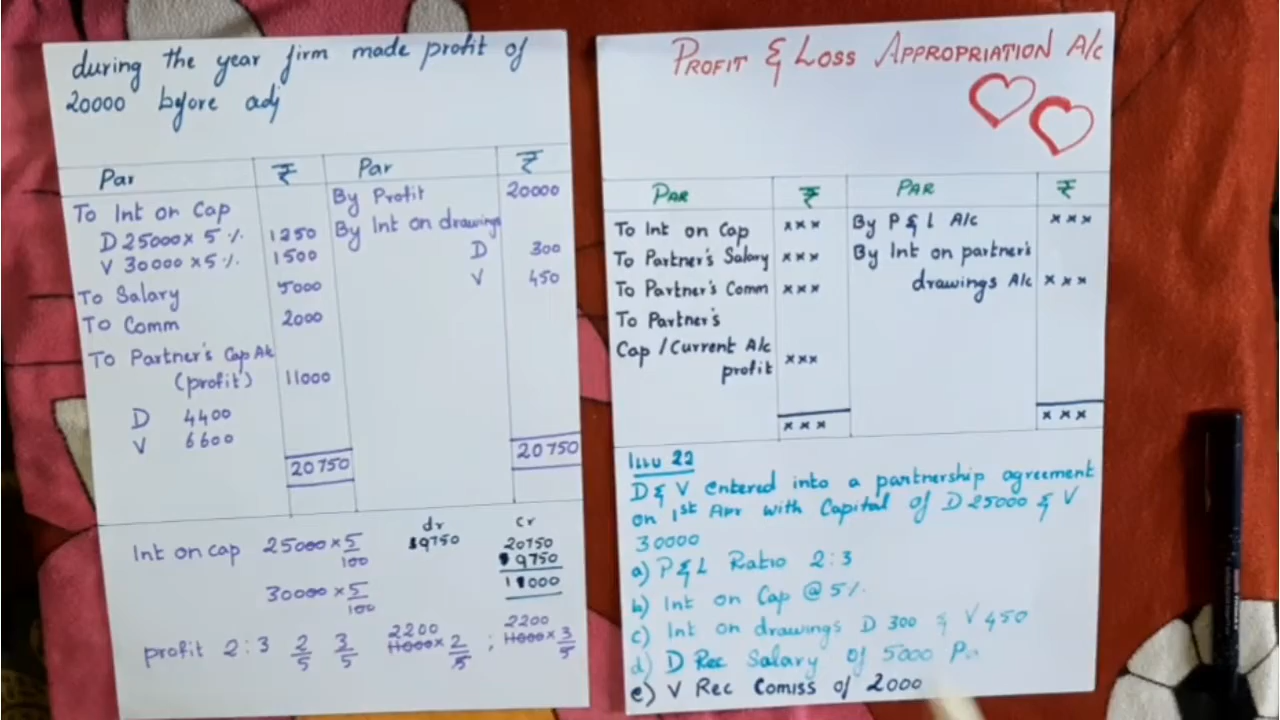 during the year firm made profit of
20000 before adj
Par ₹ Par ₹
To Int on Cap By Profit 20000
D 25000 x 5 % 1250 By Int on drawings
V 30000 x 5 % 1500 D 300
To Salary 5000 V 450
To Comm 2000
To Partner's Cap A/c
(profit) 11000
D 4400
V 6600
20750 20750
Int on cap 25000 x 5/100 dr 9750 cr 20750
9750
30000 x 5/100 11000
profit 2:3 2/5 3/5 2200 11000 x 2/5 ; 2200 11000 x 3/5
PROFIT & LOSS APPROPRIATION A/c
PAR ₹ PAR ₹
To Int on Cap xxx By P & L A/c xxx
To Partner's Salary xxx By Int on partner's
To Partner's Comm xxx drawings A/c xxx
To Partner's
Cap / Current A/c
profit xxx
xxx xxx
Illu 22
D & V entered into a partnership agreement
on 1st Apr with Capital of D 25000 & V
30000
a) P & L Ratio 2:3
b) Int on Cap @ 5%
c) Int on drawings D 300 & V 450
d) D Rec Salary of 5000 Pa
e) V Rec Comiss of 2000